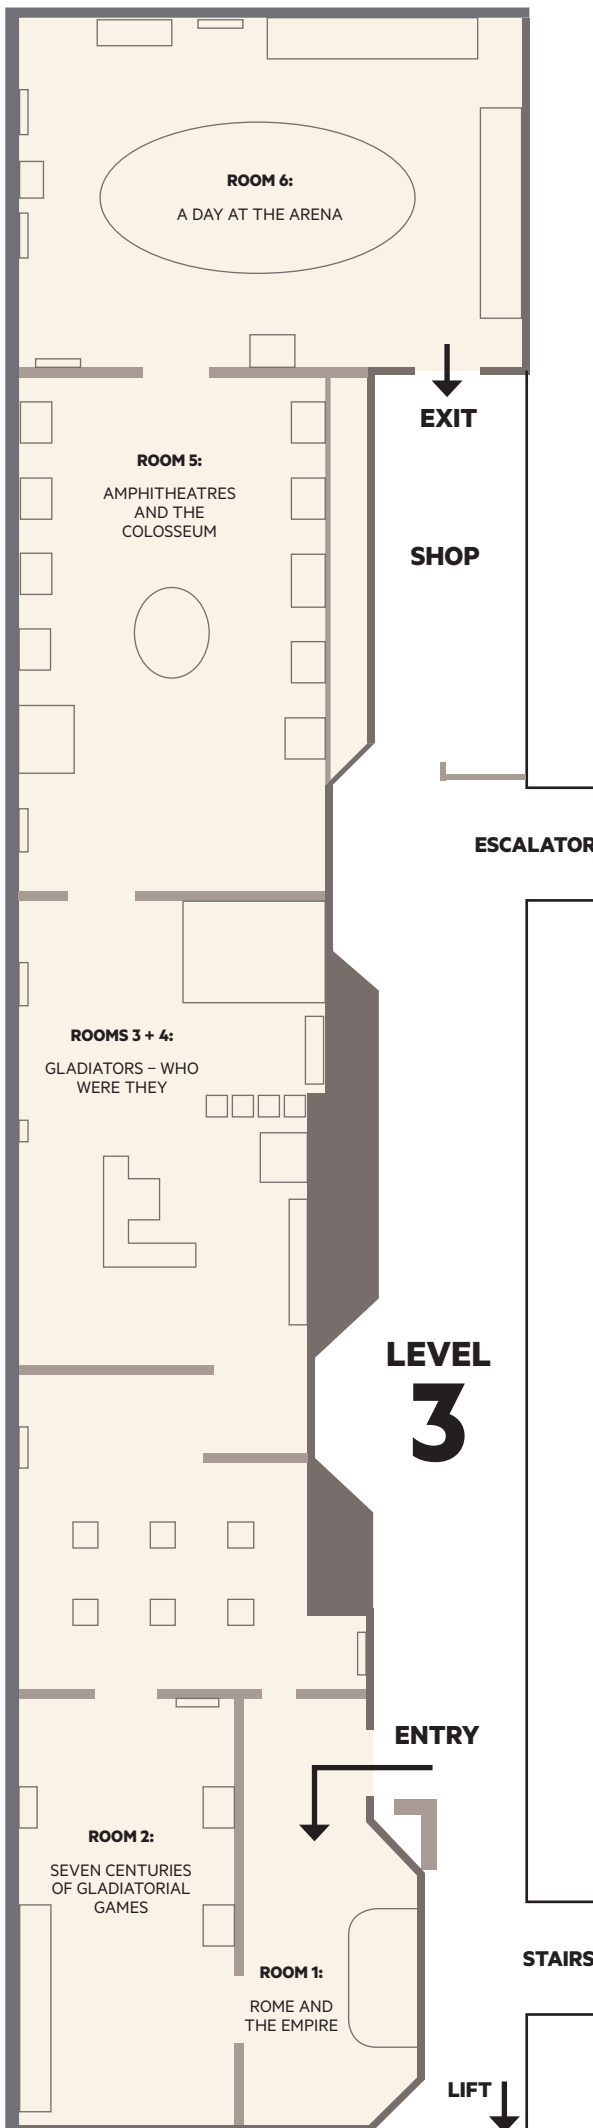 ROOM 6:
A DAY AT THE ARENA
EXIT
ROOM 5:
AMPHITHEATRES
AND THE
COLOSSEUM
SHOP
ESCALATOR
ROOMS 3 + 4:
GLADIATORS – WHO
WERE THEY
LEVEL
3
ENTRY
ROOM 2:
SEVEN CENTURIES
OF GLADIATORIAL
GAMES
STAIRS
ROOM 1:
ROME AND
THE EMPIRE
LIFT